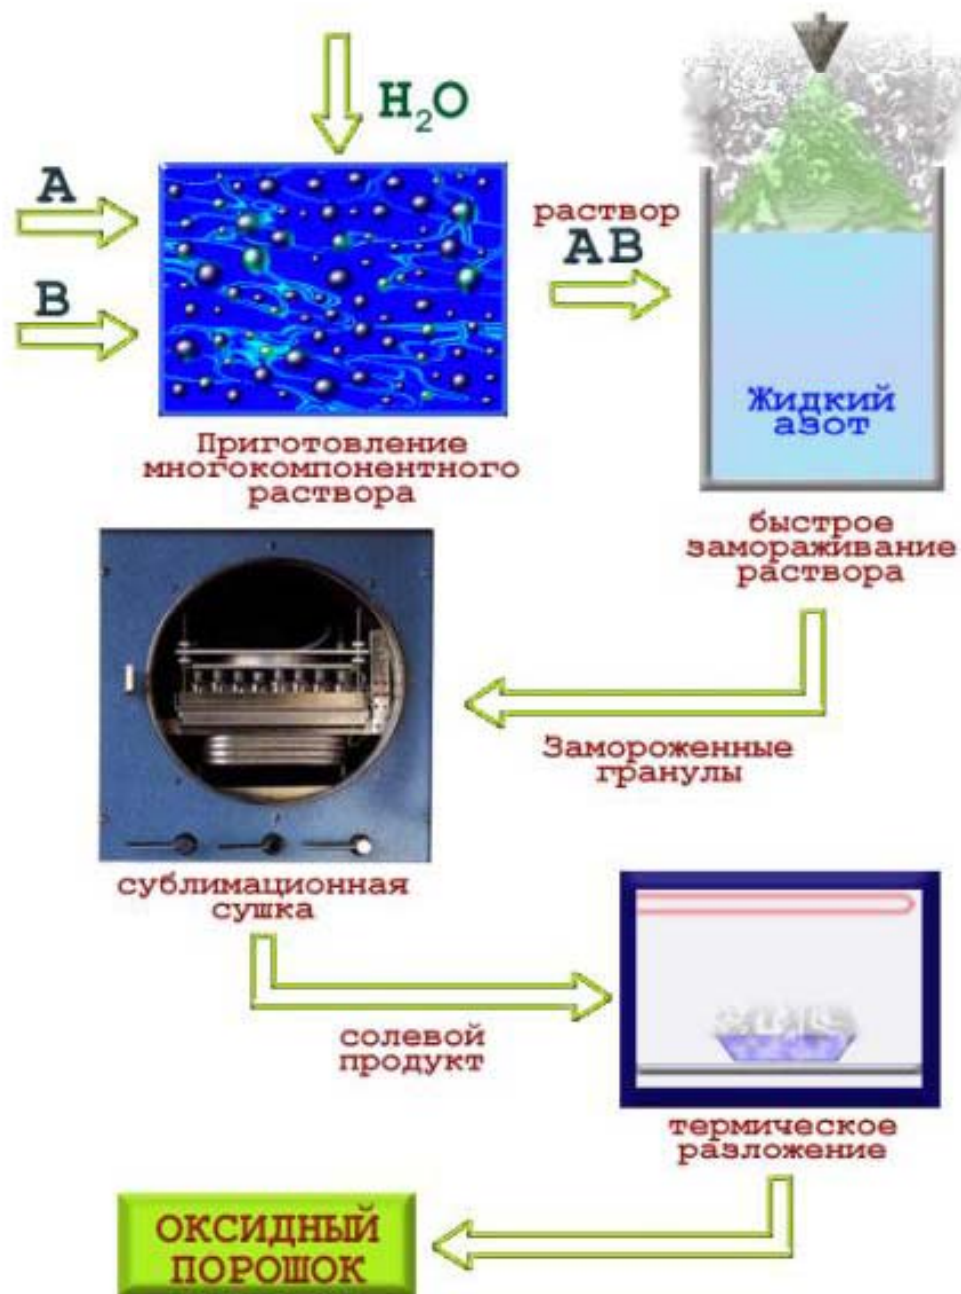 H₂O
A
B
раствор
AB
Жидкий
азот
Приготовление
многокомпонентного
раствора
быстрое
замораживание
раствора
Замороженные
гранулы
сублимационная
сушка
солевой
продукт
термическое
разложение
ОКСИДНЫЙ
ПОРОШОК